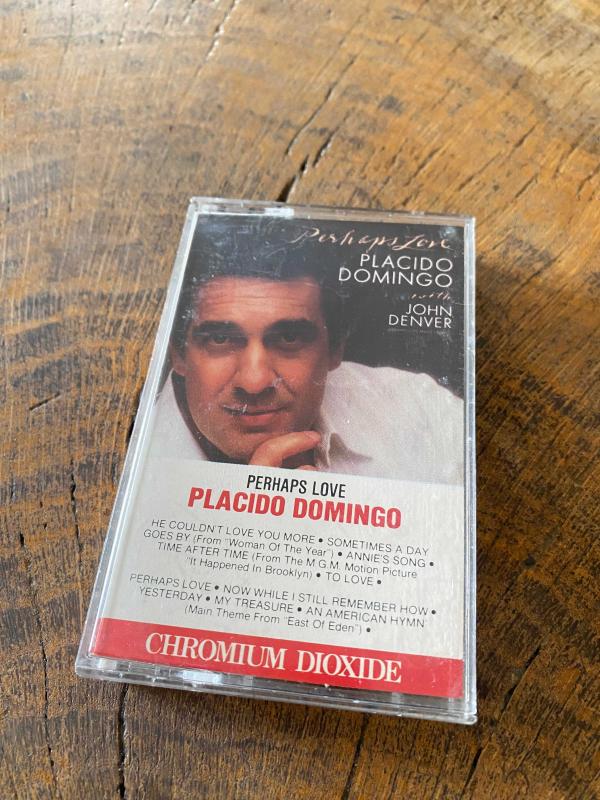 Perhaps Love
PLACIDO
DOMINGO
with
JOHN
DENVER
PERHAPS LOVE
PLACIDO DOMINGO
HE COULDN'T LOVE YOU MORE • SOMETIMES A DAY
GOES BY (From "Woman Of The Year") • ANNIE'S SONG •
TIME AFTER TIME (From The M.G.M. Motion Picture
"It Happened In Brooklyn) • TO LOVE •
PERHAPS LOVE • NOW WHILE I STILL REMEMBER HOW •
YESTERDAY • MY TREASURE • AN AMERICAN HYMN
(Main Theme From "East Of Eden") •
CHROMIUM DIOXIDE